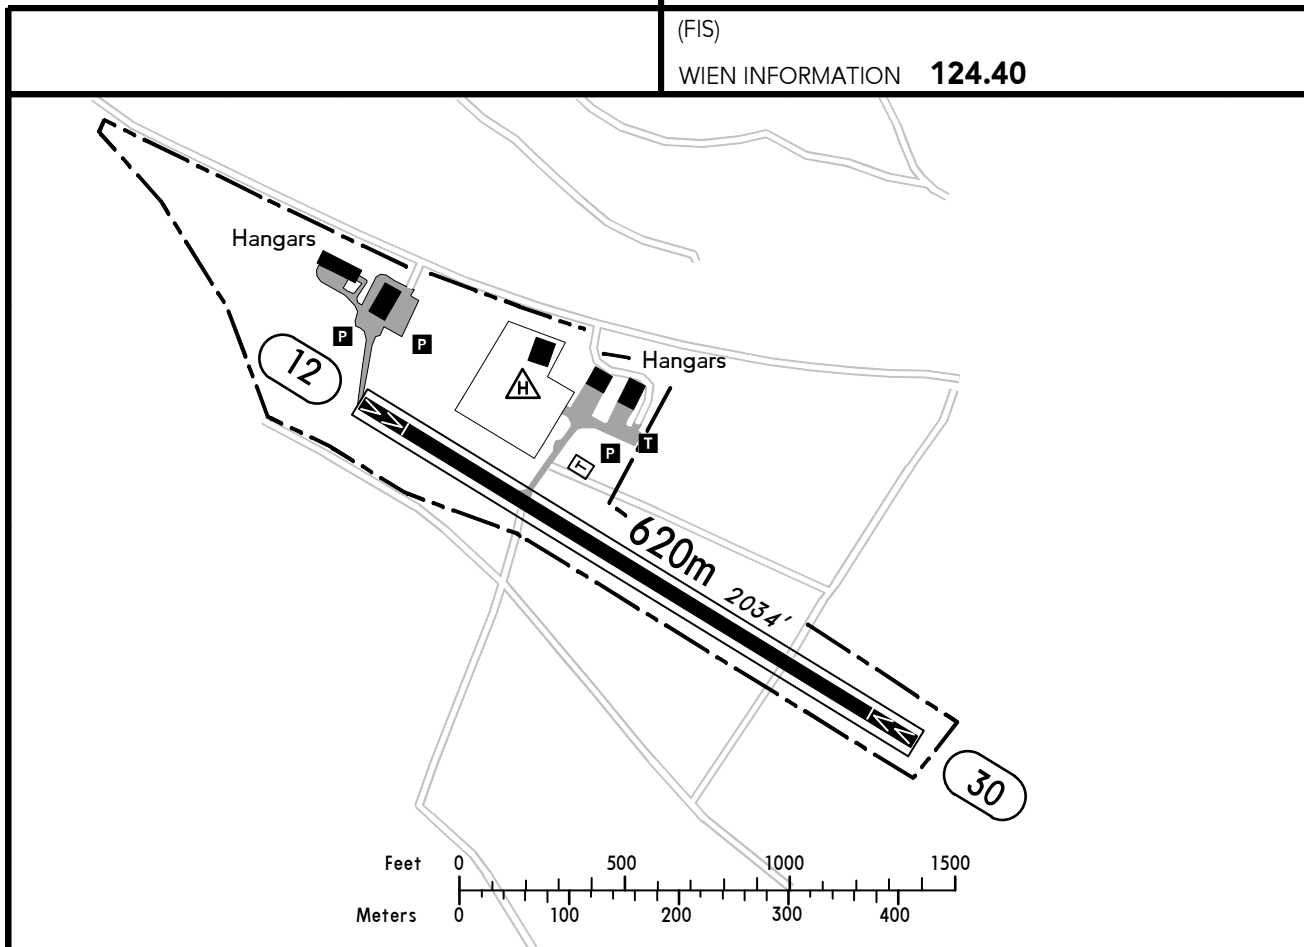 (FIS)
WIEN INFORMATION 124.40
Hangars
P
P
12
H
Hangars
T
P
T
620m
2034'
30
Feet 0 500 1000 1500
Meters 0 100 200 300 400